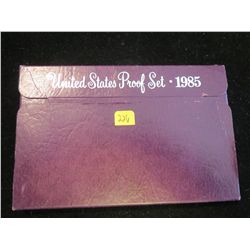 United States Proof Set • 1985
226